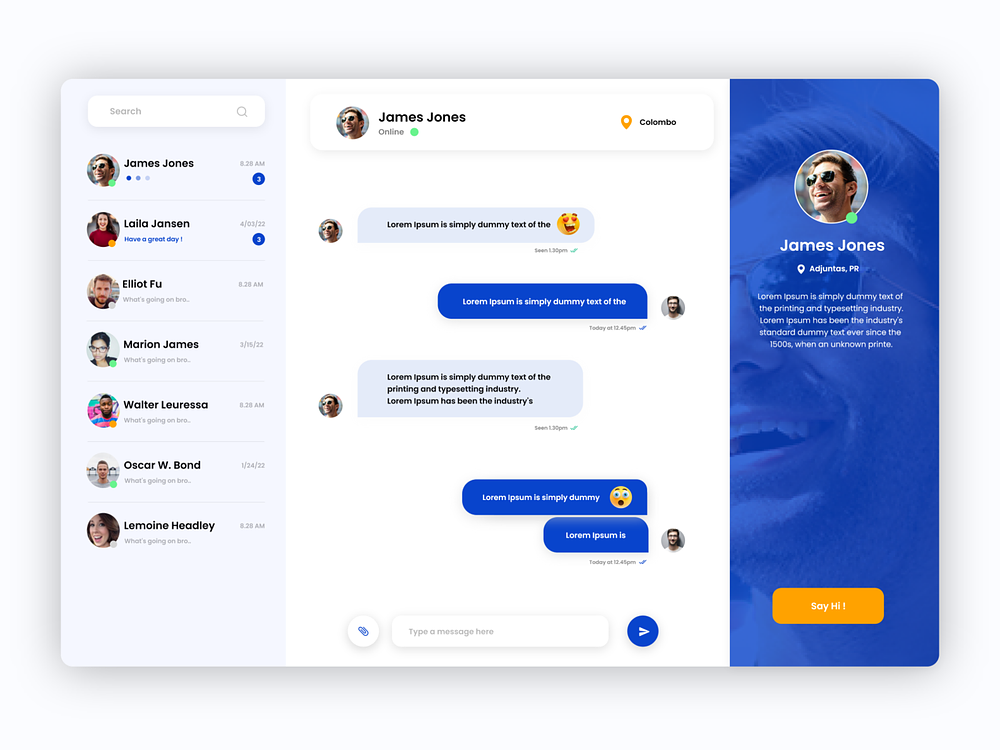 Search
James Jones
8.28 AM
3
Laila Jansen
4/03/22
Have a great day !
3
Elliot Fu
8.28 AM
What's going on bro..
Marion James
3/15/22
What's going on bro..
Walter Leuressa
8.28 AM
What's going on bro..
Oscar W. Bond
1/24/22
What's going on bro..
Lemoine Headley
8.28 AM
What's going on bro..
James Jones
Online
Colombo
Lorem Ipsum is simply dummy text of the
Seen 1.30pm
Lorem Ipsum is simply dummy text of the
Today at 12.45pm
Lorem Ipsum is simply dummy text of the
printing and typesetting industry.
Lorem Ipsum has been the industry's
Seen 1.30pm
Lorem Ipsum is simply dummy
Lorem Ipsum is
Today at 12.45pm
Type a message here
James Jones
Adjuntas, PR
Lorem Ipsum is simply dummy text of
the printing and typesetting industry.
Lorem Ipsum has been the industry's
standard dummy text ever since the
1500s, when an unknown printe.
Say Hi !